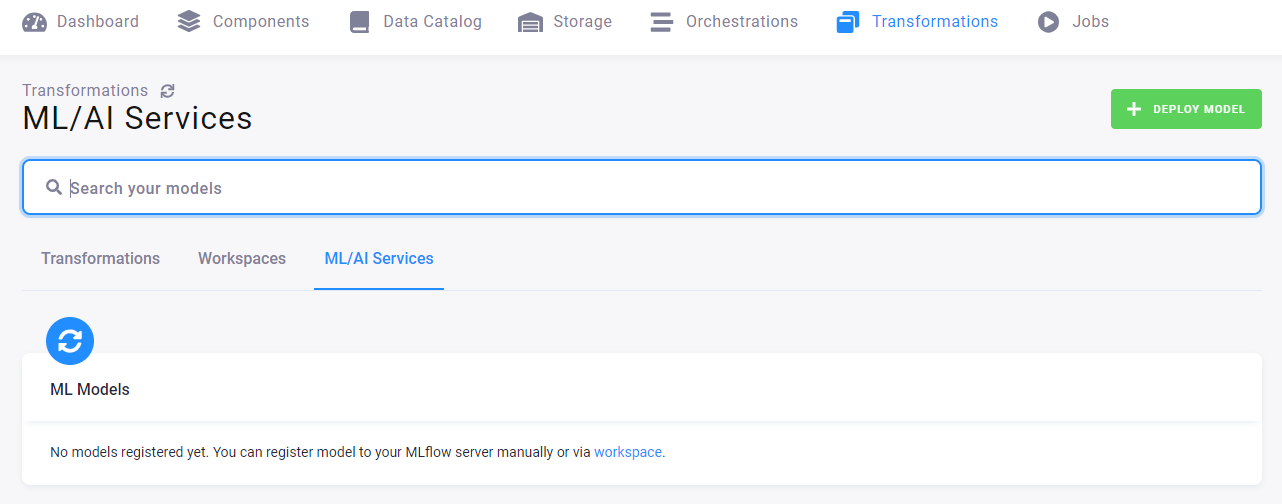 Dashboard Components Data Catalog Storage Orchestrations Transformations Jobs
Transformations
ML/AI Services
DEPLOY MODEL
Search your models
Transformations Workspaces ML/AI Services
ML Models
No models registered yet. You can register model to your MLflow server manually or via workspace.